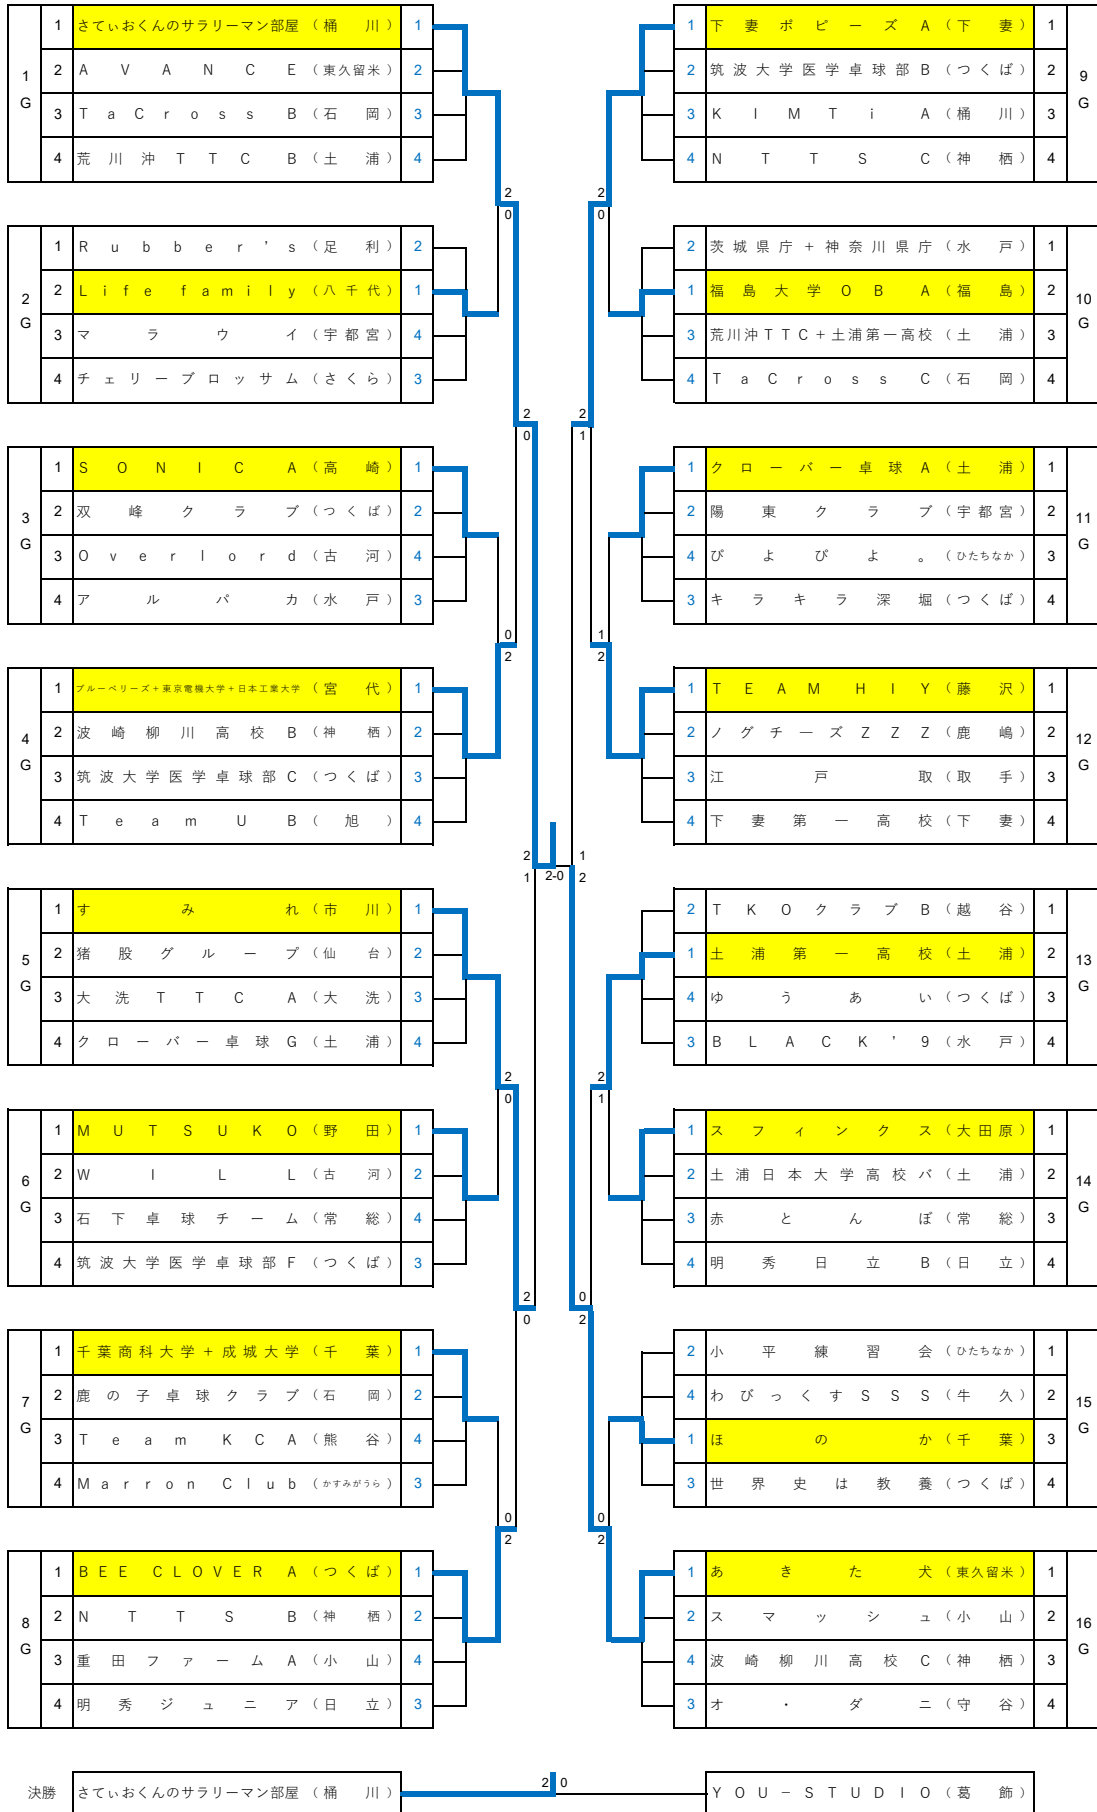 1G
1 さてぃおくんのサラリーマン部屋（桶川） 1
2 AVANCE（東久留米） 2
3 TaCross B（石岡） 3
4 荒川沖TTC B（土浦） 4
2G
1 Rubber's（足利） 2
2 Life family（八千代） 1
3 マラウイ（宇都宮） 4
4 チェリーブロッサム（さくら） 3
3G
1 SONIC A（高崎） 1
2 双峰クラブ（つくば） 2
3 Overlord（古河） 4
4 アルパカ（水戸） 3
4G
1 ブルーベリーズ+東京電機大学+日本工業大学（宮代） 1
2 波崎柳川高校B（神栖） 2
3 筑波大学医学卓球部C（つくば） 3
4 Team UB（旭） 4
5G
1 すみれ（市川） 1
2 猪股グループ（仙台） 2
3 大洗TTC A（大洗） 3
4 クローバー卓球G（土浦） 4
6G
1 MUTSUKO（野田） 1
2 WILL（古河） 2
3 石下卓球チーム（常総） 4
4 筑波大学医学卓球部F（つくば） 3
7G
1 千葉商科大学+成城大学（千葉） 1
2 鹿の子卓球クラブ（石岡） 2
3 Team KCA（熊谷） 4
4 Marron Club（かすみがうら） 3
8G
1 BEE CLOVER A（つくば） 1
2 NTTS B（神栖） 2
3 重田ファームA（小山） 4
4 明秀ジュニア（日立） 3
2
0
2
0
0
2
2
1
2
0
2
0
0
2
2-0
2
0
2
1
1
2
1
2
2
1
0
2
0
2
1 下妻ポピーズA（下妻） 1
2 筑波大学医学卓球部B（つくば） 2
3 KIMTi A（桶川） 3
4 NTTS C（神栖） 4
9G
2 茨城県庁+神奈川県庁（水戸） 1
1 福島大学OB A（福島） 2
3 荒川沖TTC+土浦第一高校（土浦） 3
4 TaCross C（石岡） 4
10G
1 クローバー卓球A（土浦） 1
2 陽東クラブ（宇都宮） 2
4 ぴよぴよ。（ひたちなか） 3
3 キラキラ深堀（つくば） 4
11G
1 TEAM HIY（藤沢） 1
2 ノグチーズZZZ（鹿嶋） 2
3 江戸取（取手） 3
4 下妻第一高校（下妻） 4
12G
2 TKOクラブB（越谷） 1
1 土浦第一高校（土浦） 2
4 ゆうあい（つくば） 3
3 BLACK'9（水戸） 4
13G
1 スフィンクス（大田原） 1
2 土浦日本大学高校バ（土浦） 2
3 赤とんぼ（常総） 3
4 明秀日立B（日立） 4
14G
2 小平練習会（ひたちなか） 1
4 わびっくすSSS（牛久） 2
1 ほのか（千葉） 3
3 世界史は教養（つくば） 4
15G
1 あきた犬（東久留米） 1
2 スマッシュ（小山） 2
4 波崎柳川高校C（神栖） 3
3 オ・ダニ（守谷） 4
16G
決勝 さてぃおくんのサラリーマン部屋（桶川） 2 0 YOU-STUDIO（葛飾）